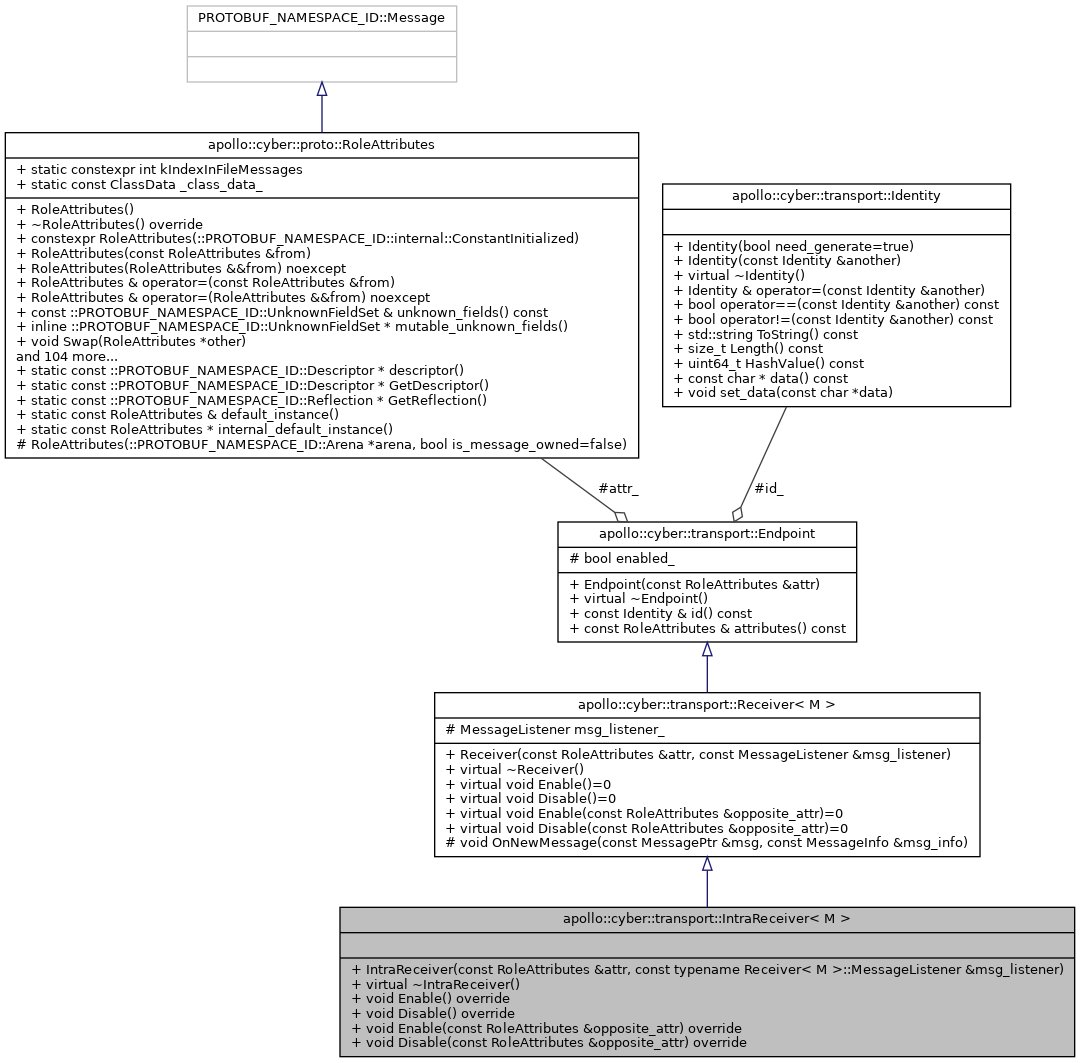 PROTOBUF_NAMESPACE_ID::Message
apollo::cyber::proto::RoleAttributes
+ static constexpr int kIndexInFileMessages
+ static const ClassData _class_data_
+ RoleAttributes()
+ ~RoleAttributes() override
+ constexpr RoleAttributes(::PROTOBUF_NAMESPACE_ID::internal::ConstantInitialized)
+ RoleAttributes(const RoleAttributes &from)
+ RoleAttributes(RoleAttributes &&from) noexcept
+ RoleAttributes & operator=(const RoleAttributes &from)
+ RoleAttributes & operator=(RoleAttributes &&from) noexcept
+ const ::PROTOBUF_NAMESPACE_ID::UnknownFieldSet & unknown_fields() const
+ inline ::PROTOBUF_NAMESPACE_ID::UnknownFieldSet * mutable_unknown_fields()
+ void Swap(RoleAttributes *other)
and 104 more...
+ static const ::PROTOBUF_NAMESPACE_ID::Descriptor * descriptor()
+ static const ::PROTOBUF_NAMESPACE_ID::Descriptor * GetDescriptor()
+ static const ::PROTOBUF_NAMESPACE_ID::Reflection * GetReflection()
+ static const RoleAttributes & default_instance()
+ static const RoleAttributes * internal_default_instance()
# RoleAttributes(::PROTOBUF_NAMESPACE_ID::Arena *arena, bool is_message_owned=false)
apollo::cyber::transport::Identity
+ Identity(bool need_generate=true)
+ Identity(const Identity &another)
+ virtual ~Identity()
+ Identity & operator=(const Identity &another)
+ bool operator==(const Identity &another) const
+ bool operator!=(const Identity &another) const
+ std::string ToString() const
+ size_t Length() const
+ uint64_t HashValue() const
+ const char * data() const
+ void set_data(const char *data)
#attr_
#id_
apollo::cyber::transport::Endpoint
# bool enabled_
+ Endpoint(const RoleAttributes &attr)
+ virtual ~Endpoint()
+ const Identity & id() const
+ const RoleAttributes & attributes() const
apollo::cyber::transport::Receiver< M >
# MessageListener msg_listener_
+ Receiver(const RoleAttributes &attr, const MessageListener &msg_listener)
+ virtual ~Receiver()
+ virtual void Enable()=0
+ virtual void Disable()=0
+ virtual void Enable(const RoleAttributes &opposite_attr)=0
+ virtual void Disable(const RoleAttributes &opposite_attr)=0
# void OnNewMessage(const MessagePtr &msg, const MessageInfo &msg_info)
apollo::cyber::transport::IntraReceiver< M >
+ IntraReceiver(const RoleAttributes &attr, const typename Receiver< M >::MessageListener &msg_listener)
+ virtual ~IntraReceiver()
+ void Enable() override
+ void Disable() override
+ void Enable(const RoleAttributes &opposite_attr) override
+ void Disable(const RoleAttributes &opposite_attr) override